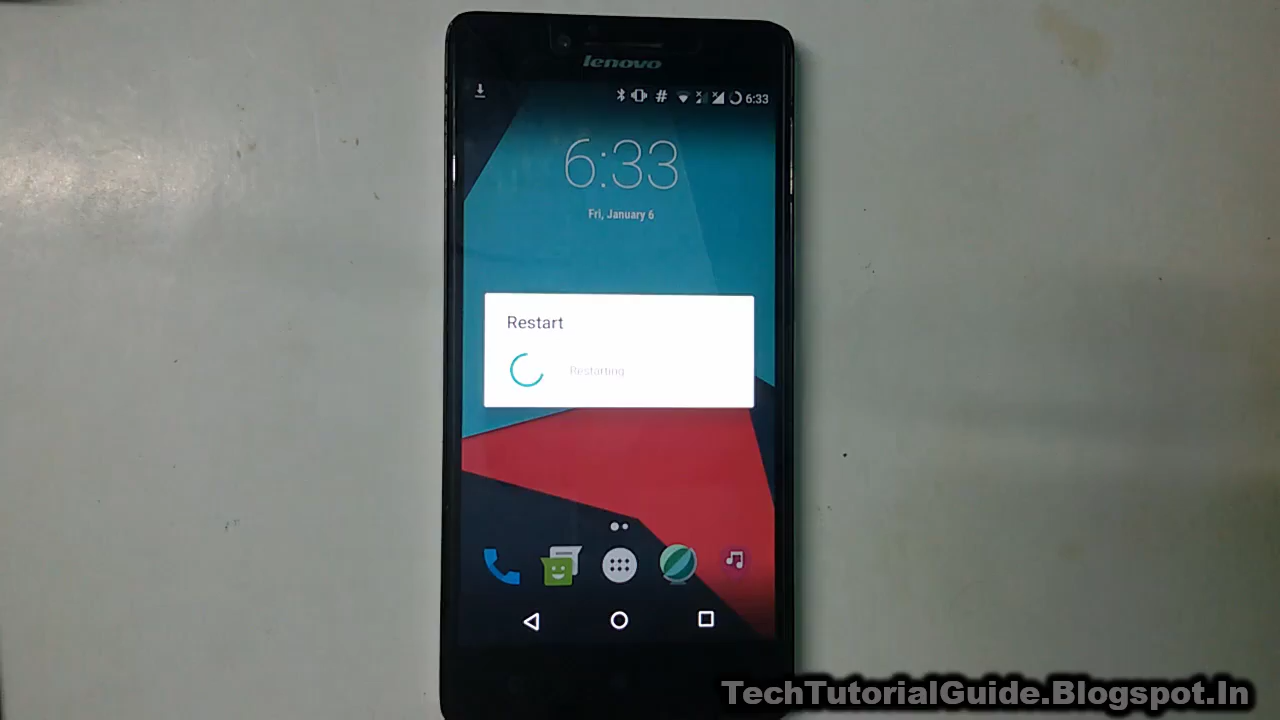 lenovo
# 6:33
6:33
Fri, January 6
Restart
Restarting
TechTutorialGuide.Blogspot.In